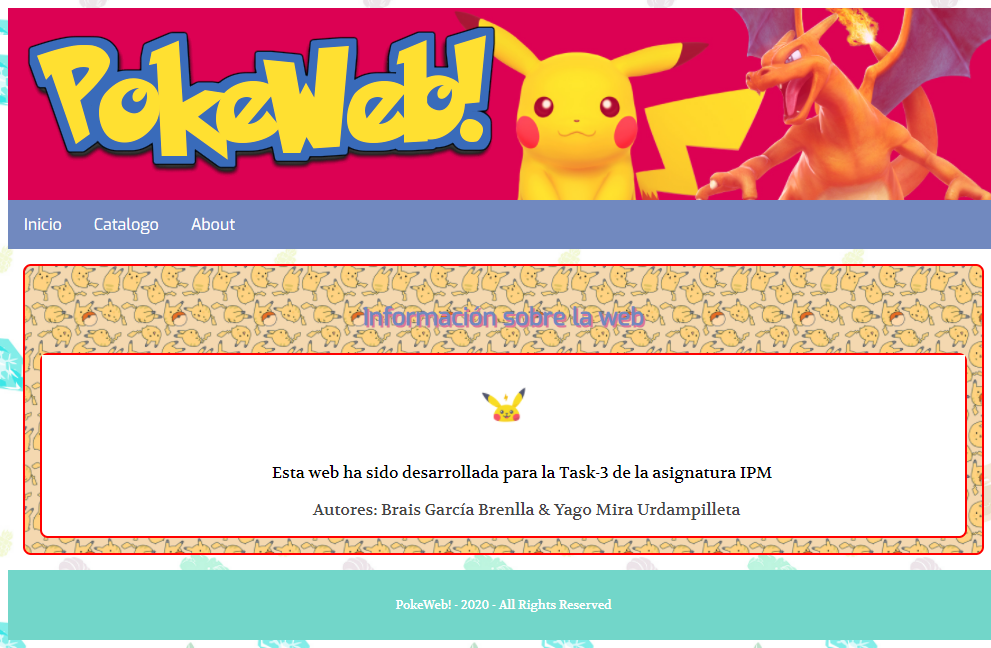 PokeWeb!
Inicio Catalogo About
Información sobre la web
Esta web ha sido desarrollada para la Task-3 de la asignatura IPM
Autores: Brais García Brenlla & Yago Mira Urdampilleta
PokeWeb! - 2020 - All Rights Reserved